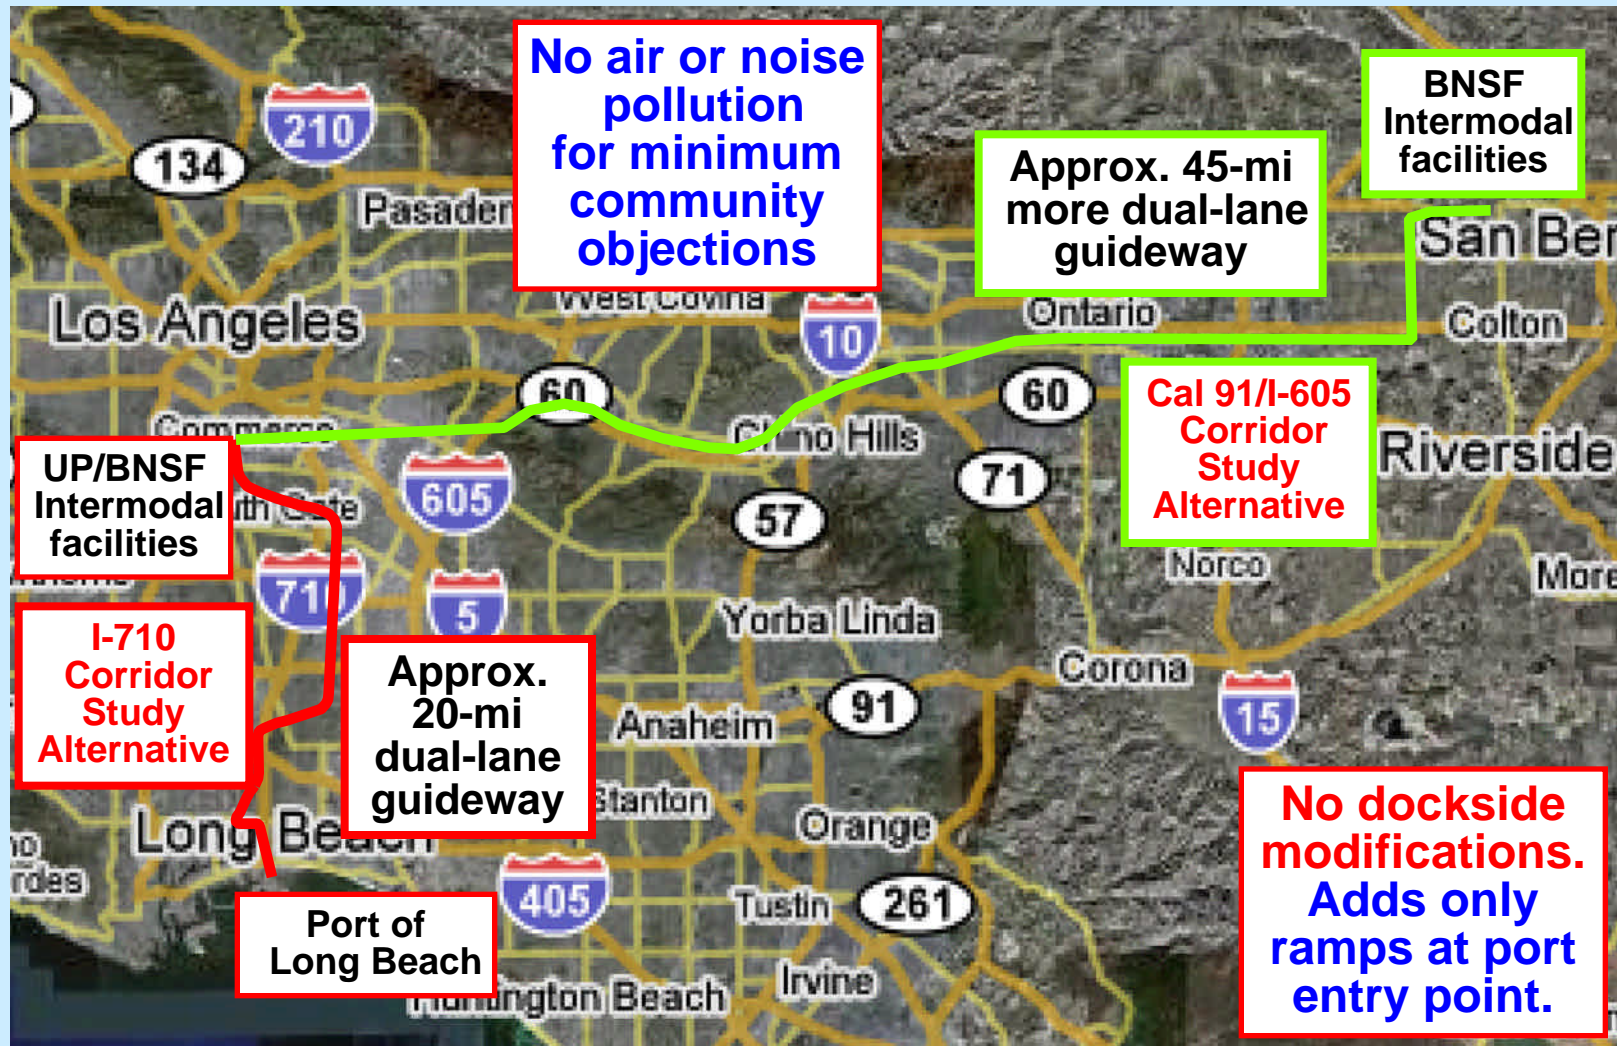 No air or noise
pollution
for minimum
community
objections
BNSF
Intermodal
facilities
Approx. 45-mi
more dual-lane
guideway
210
134
West Covina
Los Angeles
10
Ontario
San Ber
Colton
60
60
Commerce
Chino Hills
Cal 91/I-605
Corridor
Study
Alternative
Riverside
UP/BNSF
Intermodal
facilities
605
71
57
Gate
710
5
Norco
More
Yorba Linda
I-710
Corridor
Study
Alternative
Approx.
20-mi
dual-lane
guideway
Corona
91
15
Anaheim
Stanton
Orange
Long Beach
No dockside
modifications.
Adds only
ramps at port
entry point.
405
Tustin
261
Port of
Long Beach
Irvine
Huntington Beach